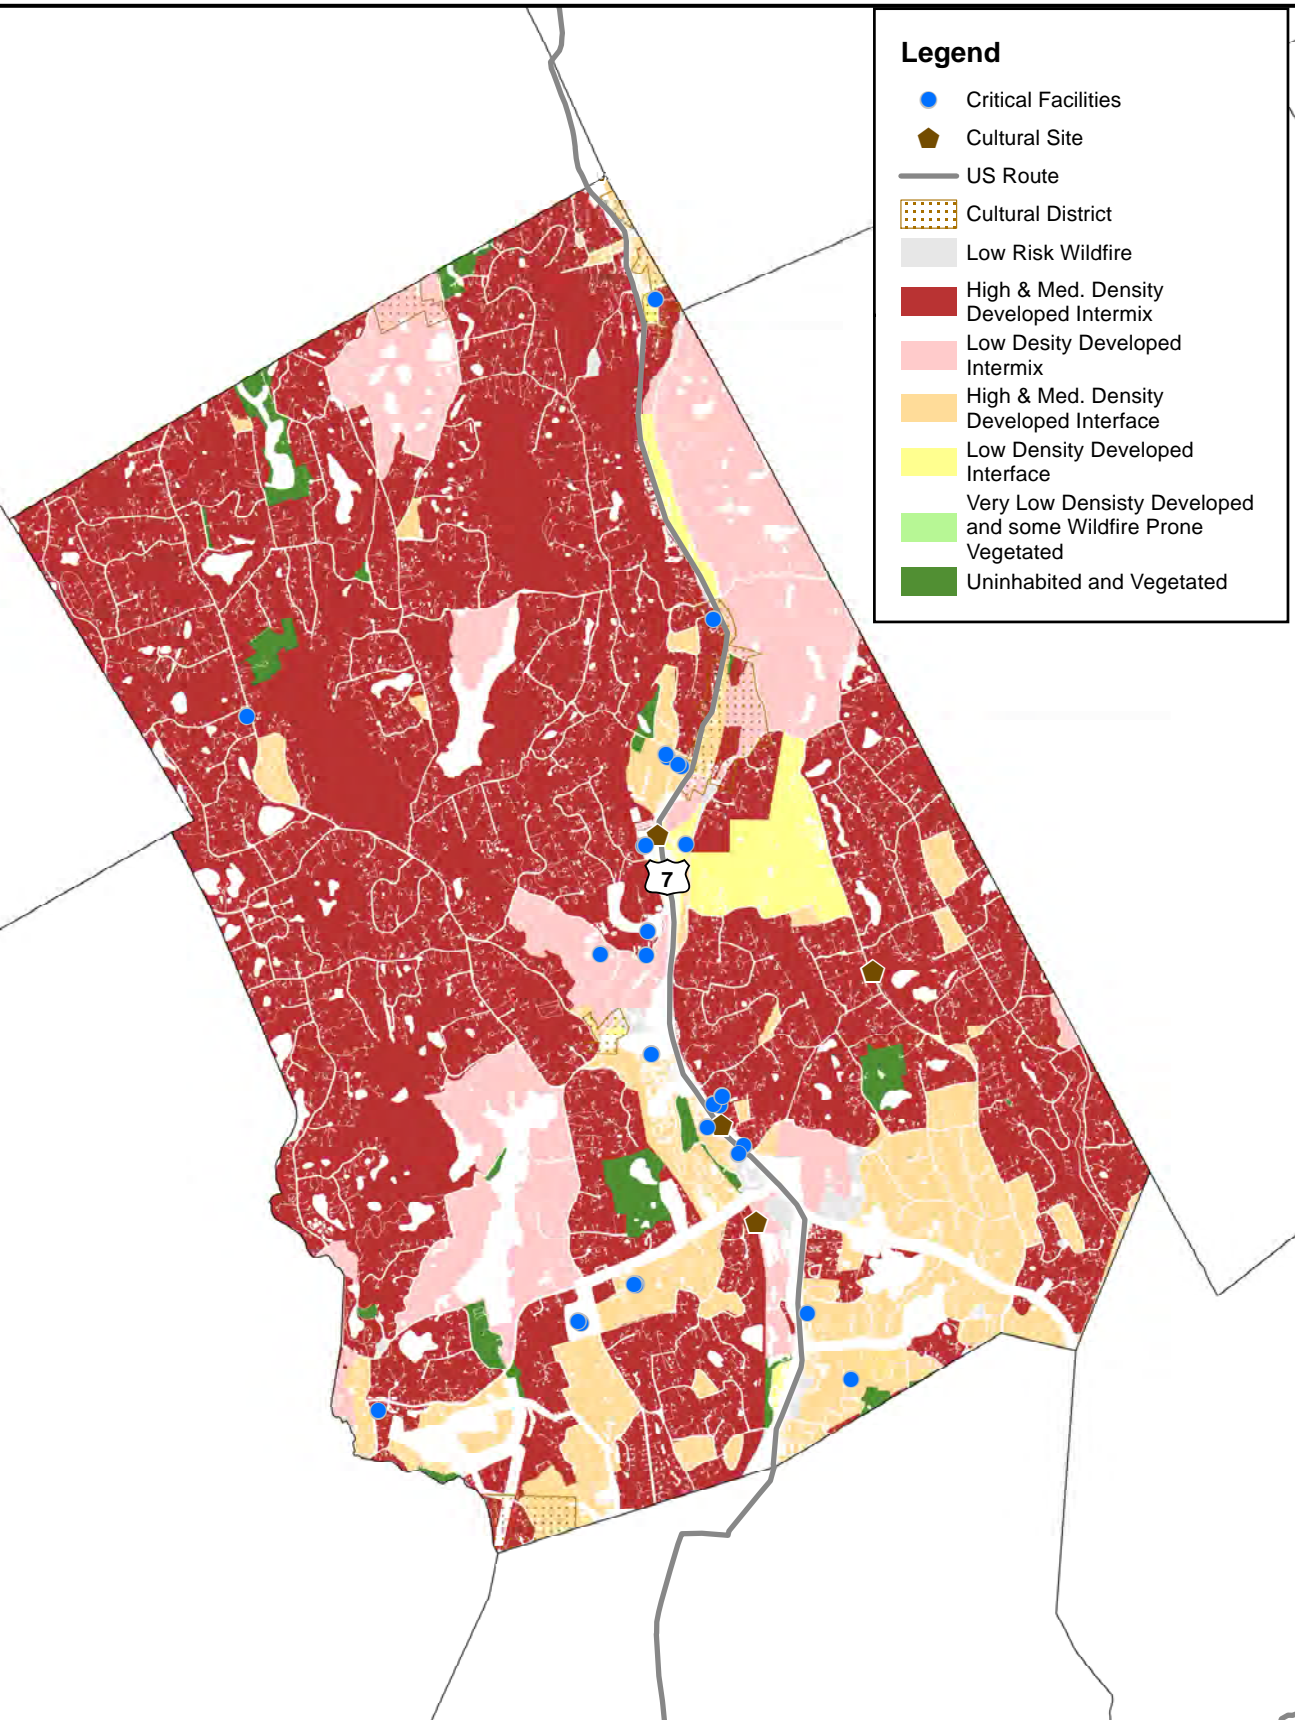 Legend
Critical Facilities
Cultural Site
US Route
Cultural District
Low Risk Wildfire
High & Med. Density
Developed Intermix
Low Desity Developed
Intermix
High & Med. Density
Developed Interface
Low Density Developed
Interface
Very Low Densisty Developed
and some Wildfire Prone
Vegetated
Uninhabited and Vegetated
7